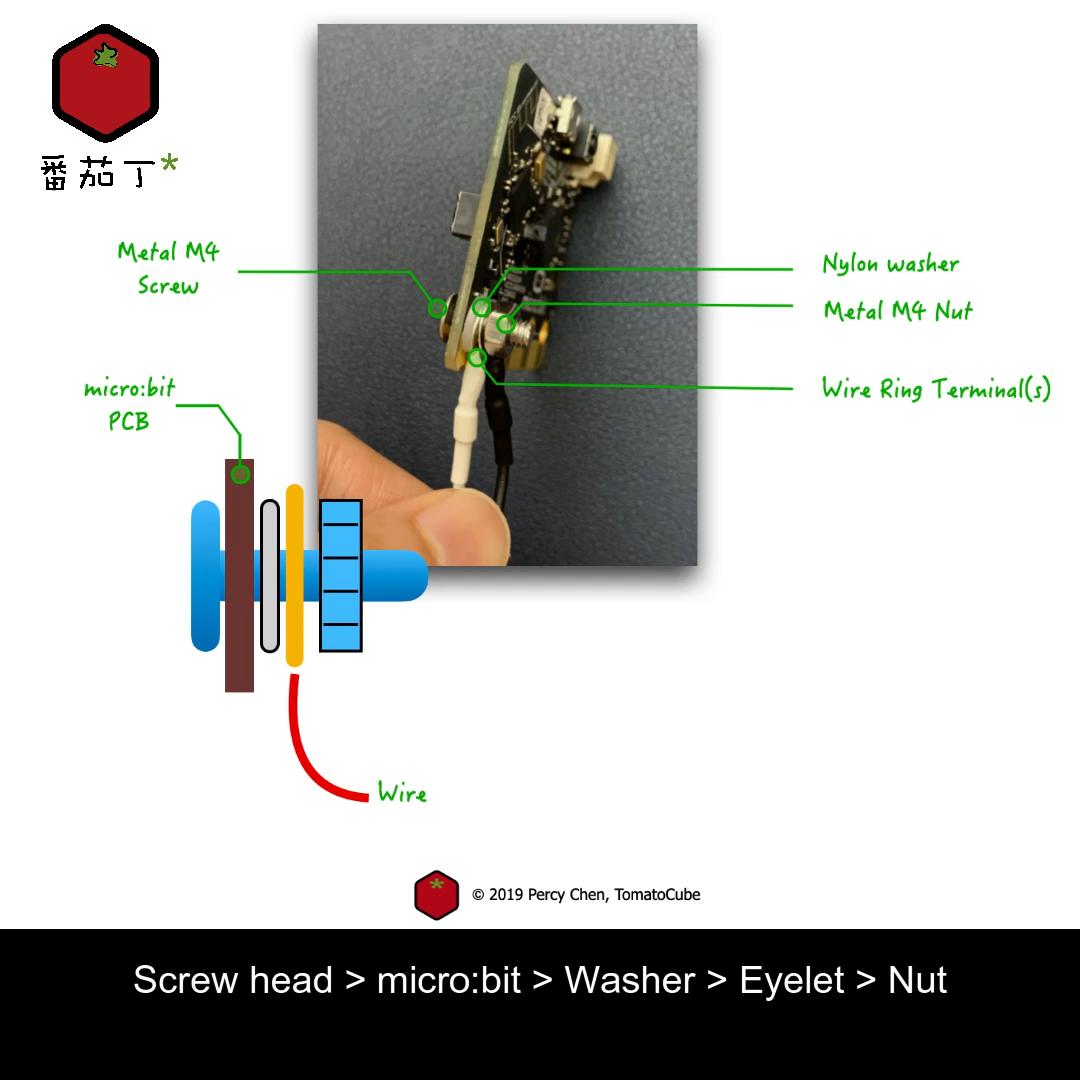 番茄丁*
Metal M4
Screw
Nylon washer
Metal M4 Nut
micro:bit
PCB
Wire Ring Terminal(s)
Wire
© 2019 Percy Chen, TomatoCube
Screw head > micro:bit > Washer > Eyelet > Nut